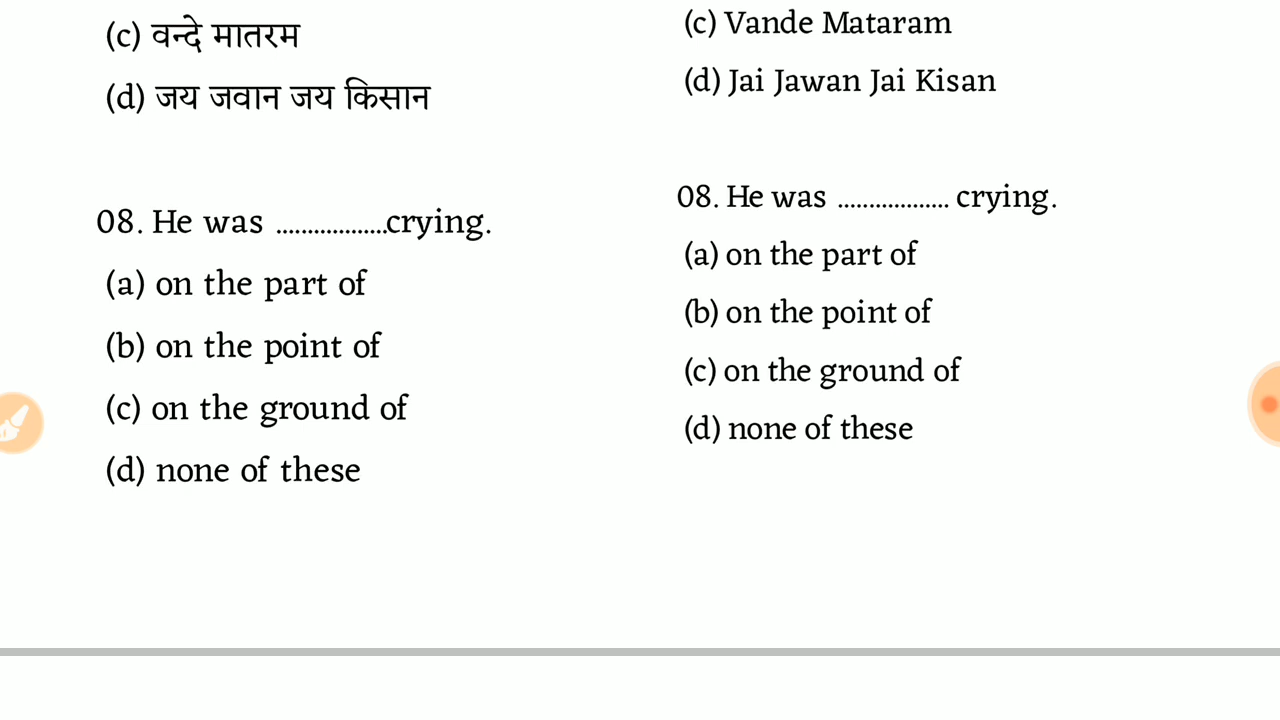 (c) वन्दे मातरम
(d) जय जवान जय किसान
08. He was ..................crying.
(a) on the part of
(b) on the point of
(c) on the ground of
(d) none of these
(c) Vande Mataram
(d) Jai Jawan Jai Kisan
08. He was .................. crying.
(a) on the part of
(b) on the point of
(c) on the ground of
(d) none of these